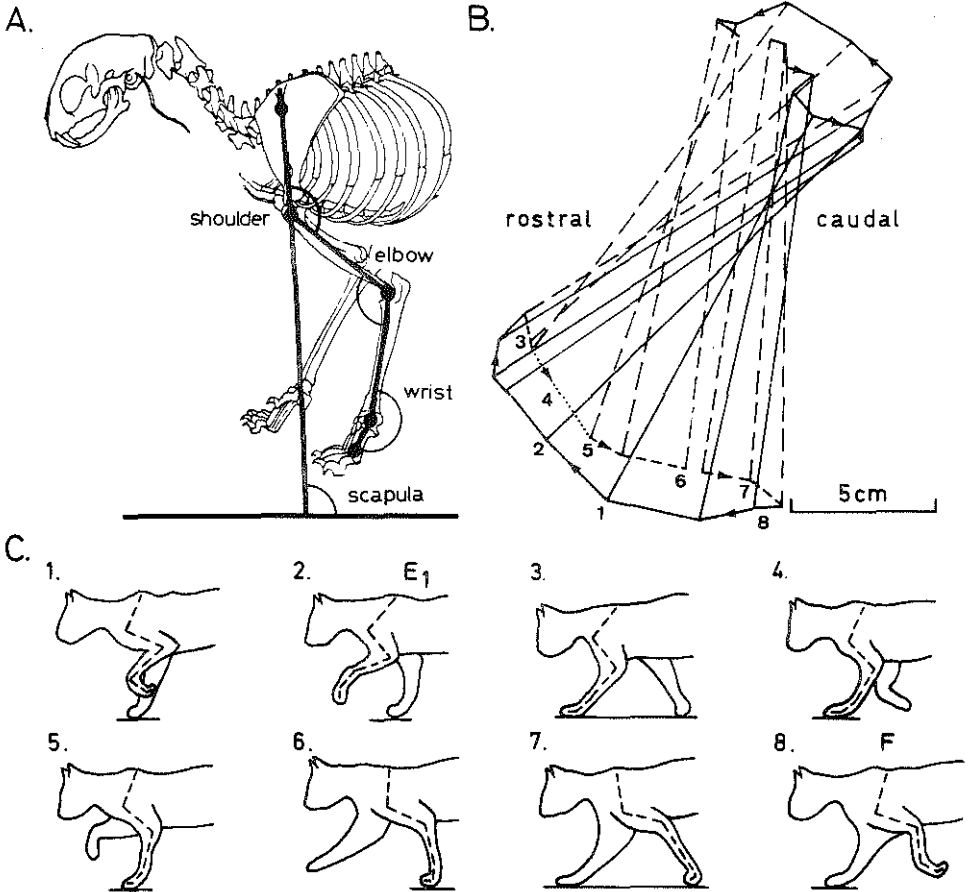 A.
shoulder
elbow
wrist
scapula
B.
rostral
caudal
3
4
5
2
6
7
1
8
5cm
C.
1.
2. E1
3.
4.
5.
6.
7.
8. F